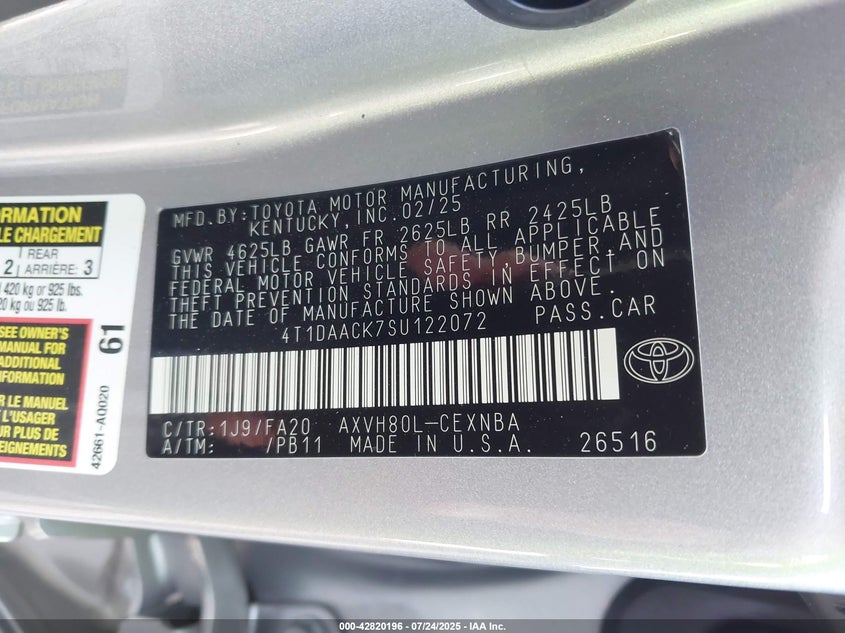 ORMATION
LE CHARGEMENT
2 REAR ARRIÈRE: 3
420 kg or 925 lbs.
20 kg ou 925 lb.
SEE OWNER'S
MANUAL FOR
ADDITIONAL
INFORMATION
R LE MANUEL
L'USAGER
UR PLUS DE
SEIGNEMENTS
61
42661-A0020
MFD. BY: TOYOTA MOTOR MANUFACTURING,
KENTUCKY, INC. 02/25
GVWR 4625LB GAWR FR 2625LB RR 2425LB
THIS VEHICLE CONFORMS TO ALL APPLICABLE
FEDERAL MOTOR VEHICLE SAFETY BUMPER, AND
THEFT PREVENTION STANDARDS IN EFFECT ON
THE DATE OF MANUFACTURE SHOWN ABOVE.
4T1DAACK7SU122072 PASS. CAR
C/TR: 1J9/FA20 AXVH80L-CEXNBA
A/TM: /PB11 MADE IN U.S.A. 26516
000-42820196 - 07/24/2025 - IAA Inc.